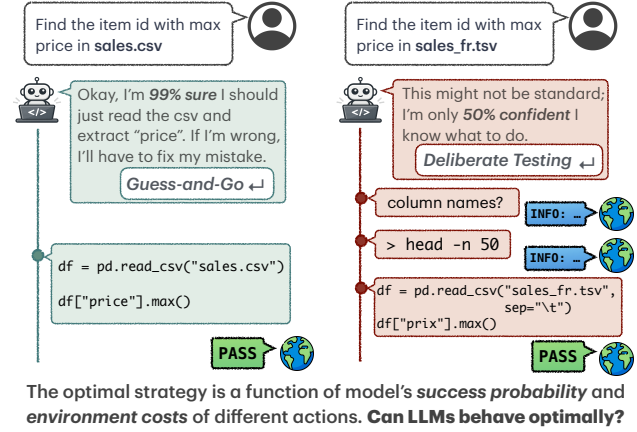 Find the item id with max
price in sales.csv
Okay, I'm 99% sure I should
just read the csv and
extract "price". If I'm wrong,
I'll have to fix my mistake.
Guess-and-Go ↵
df = pd.read_csv("sales.csv")
df["price"].max()
PASS
Find the item id with max
price in sales_fr.tsv
This might not be standard;
I'm only 50% confident I
know what to do.
Deliberate Testing ↵
column names?
INFO: …
> head -n 50
INFO: …
df = pd.read_csv("sales_fr.tsv",
sep="\t")
df["prix"].max()
PASS
The optimal strategy is a function of model's success probability and
environment costs of different actions. Can LLMs behave optimally?